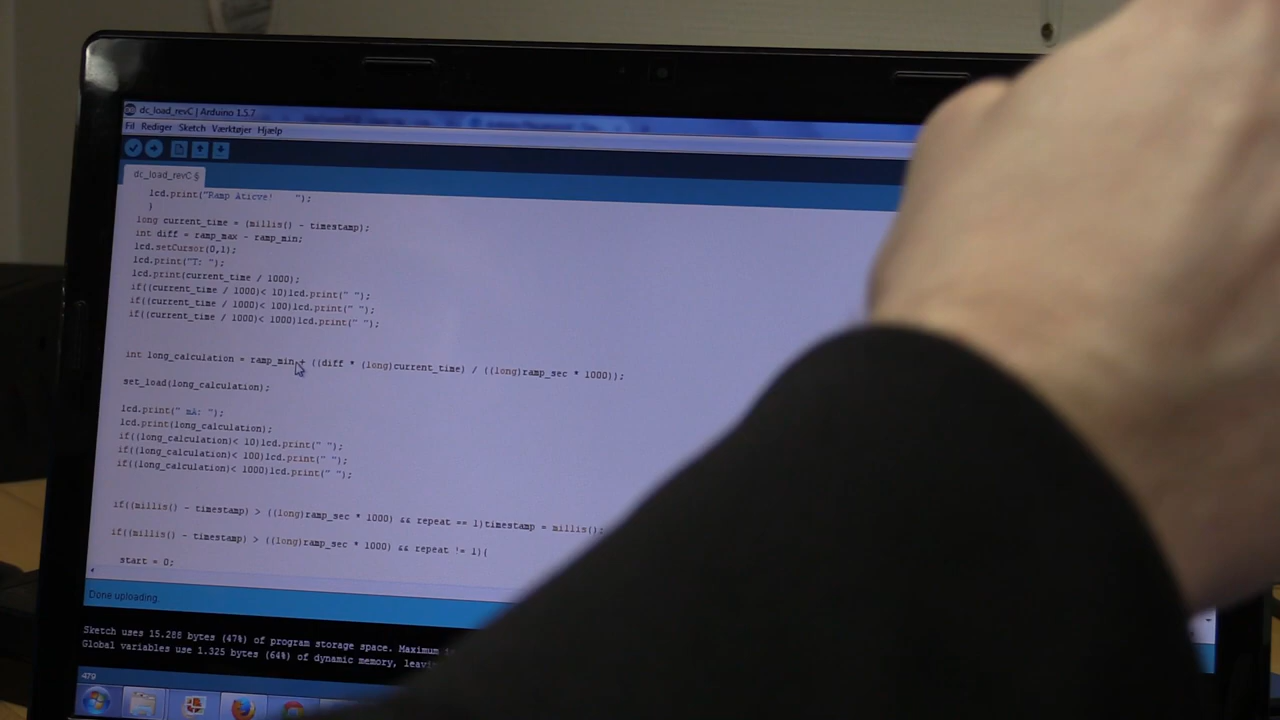 dc_load_revC | Arduino 1.5.7
Fil Rediger Sketch Værktøjer Hjælp
dc_load_revC §
lcd.print("Ramp Aticve!    ");
}
long current_time = (millis() - timestamp);
int diff = ramp_max - ramp_min;
lcd.setCursor(0,1);
lcd.print("T: ");
lcd.print(current_time / 1000);
if((current_time / 1000)< 10)lcd.print(" ");
if((current_time / 1000)< 100)lcd.print(" ");
if((current_time / 1000)< 1000)lcd.print(" ");
int long_calculation = ramp_min + ((diff * (long)current_time) / ((long)ramp_sec * 1000));
set_load(long_calculation);
lcd.print(" mA: ");
lcd.print(long_calculation);
if((long_calculation)< 10)lcd.print(" ");
if((long_calculation)< 100)lcd.print(" ");
if((long_calculation)< 1000)lcd.print(" ");
if((millis() - timestamp) > ((long)ramp_sec * 1000) && repeat == 1)timestamp = millis();
if((millis() - timestamp) > ((long)ramp_sec * 1000) && repeat != 1){
start = 0;
Done uploading.
Sketch uses 15.288 bytes (47%) of program storage space. Maximum
Global variables use 1.325 bytes (64%) of dynamic memory, leavi
479